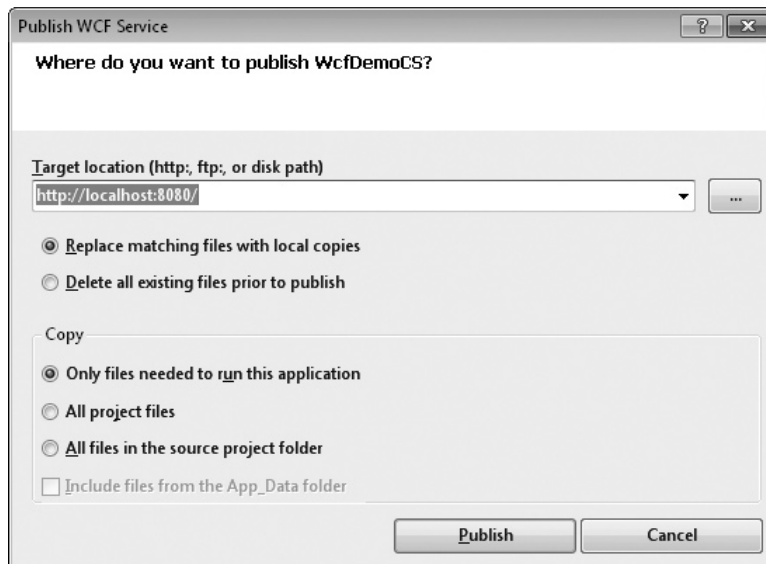 Publish WCF Service
?
Where do you want to publish WcfDemoCS?
Target location (http:, ftp:, or disk path)
http://localhost:8080/
...
Replace matching files with local copies
Delete all existing files prior to publish
Copy
Only files needed to run this application
All project files
All files in the source project folder
Include files from the App_Data folder
Publish
Cancel